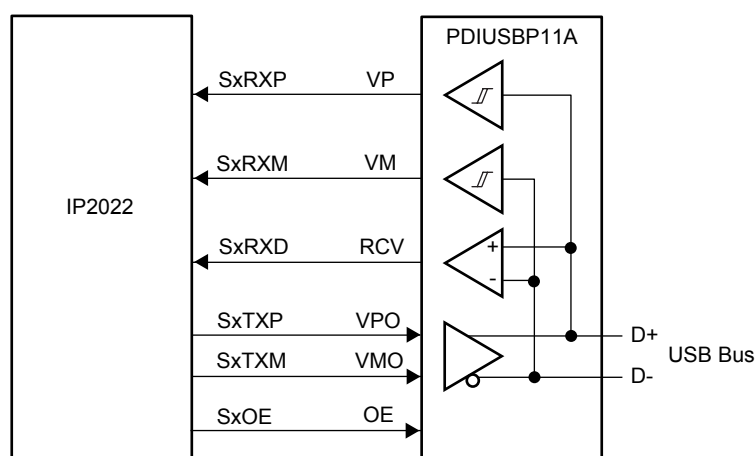 PDIUSBP11A
SxRXP VP
SxRXM VM
IP2022
+
SxRXD RCV
-
SxTXP VPO
D+
USB Bus
SxTXM VMO
D-
SxOE OE